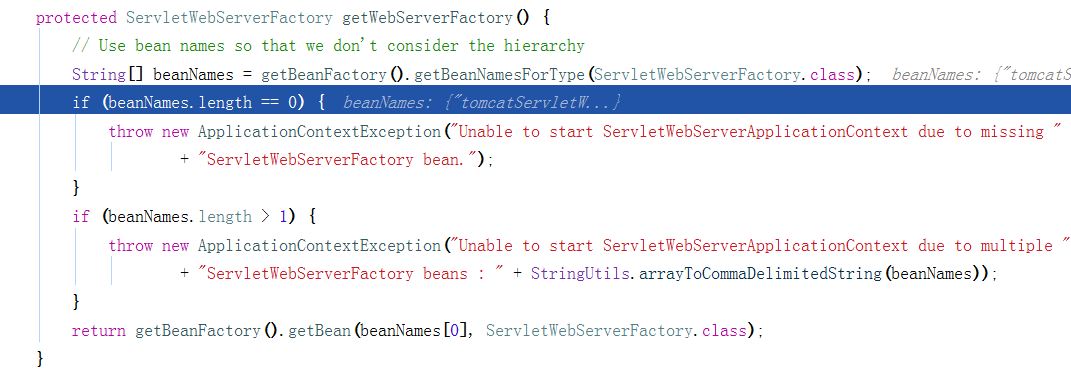 protected ServletWebServerFactory getWebServerFactory() {
// Use bean names so that we don't consider the hierarchy
String[] beanNames = getBeanFactory().getBeanNamesForType(ServletWebServerFactory.class); beanNames: {"tomcatS
if (beanNames.length == 0) { beanNames: {"tomcatServletW...}
throw new ApplicationContextException("Unable to start ServletWebServerApplicationContext due to missing "
+ "ServletWebServerFactory bean.");
}
if (beanNames.length > 1) {
throw new ApplicationContextException("Unable to start ServletWebServerApplicationContext due to multiple "
+ "ServletWebServerFactory beans : " + StringUtils.arrayToCommaDelimitedString(beanNames));
}
return getBeanFactory().getBean(beanNames[0], ServletWebServerFactory.class);
}